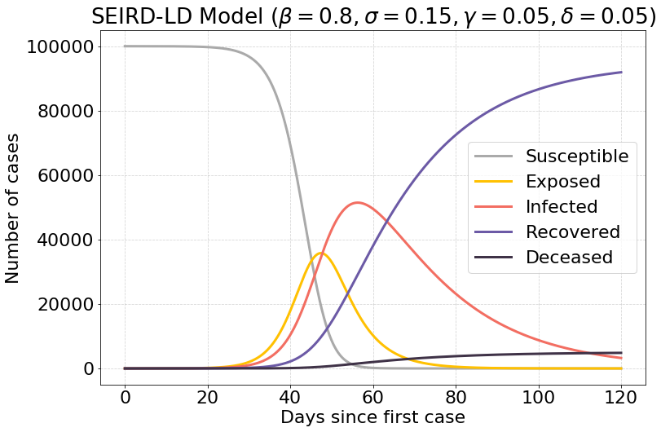 SEIRD-LD Model (β = 0.8, σ = 0.15, γ = 0.05, δ = 0.05)
Number of cases
100000
80000
60000
40000
20000
0
Susceptible
Exposed
Infected
Recovered
Deceased
0 20 40 60 80 100 120
Days since first case